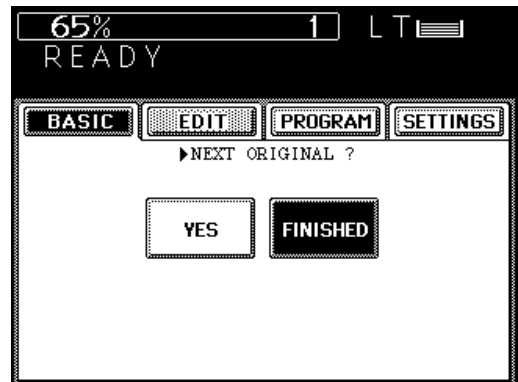 65% 1 LT
READY
BASIC EDIT PROGRAM SETTINGS
▶NEXT ORIGINAL ?
YES FINISHED